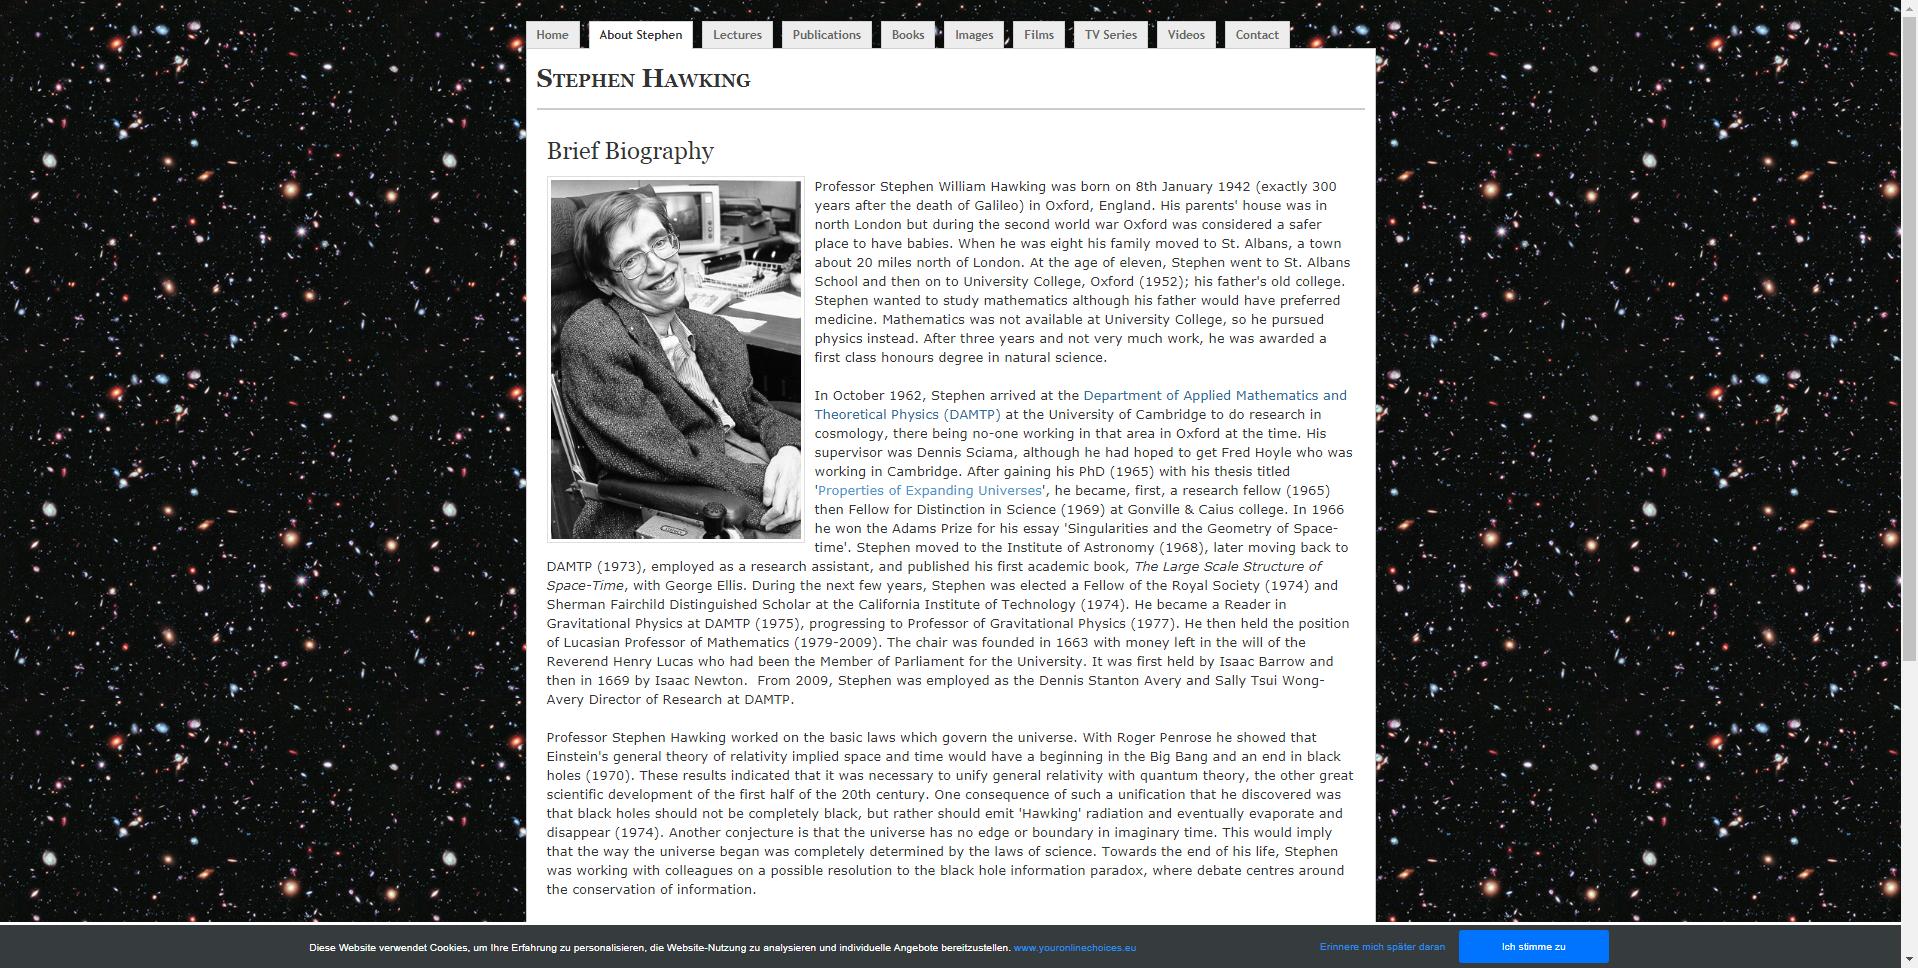 Home
About Stephen
Lectures
Publications
Books
Images
Films
TV Series
Videos
Contact
Stephen Hawking
Brief Biography
Professor Stephen William Hawking was born on 8th January 1942 (exactly 300
years after the death of Galileo) in Oxford, England. His parents' house was in
north London but during the second world war Oxford was considered a safer
place to have babies. When he was eight his family moved to St. Albans, a town
about 20 miles north of London. At the age of eleven, Stephen went to St. Albans
School and then on to University College, Oxford (1952); his father's old college.
Stephen wanted to study mathematics although his father would have preferred
medicine. Mathematics was not available at University College, so he pursued
physics instead. After three years and not very much work, he was awarded a
first class honours degree in natural science.
In October 1962, Stephen arrived at the Department of Applied Mathematics and
Theoretical Physics (DAMTP) at the University of Cambridge to do research in
cosmology, there being no-one working in that area in Oxford at the time. His
supervisor was Dennis Sciama, although he had hoped to get Fred Hoyle who was
working in Cambridge. After gaining his PhD (1965) with his thesis titled
'Properties of Expanding Universes', he became, first, a research fellow (1965)
then Fellow for Distinction in Science (1969) at Gonville & Caius college. In 1966
he won the Adams Prize for his essay 'Singularities and the Geometry of Space-
time'. Stephen moved to the Institute of Astronomy (1968), later moving back to
DAMTP (1973), employed as a research assistant, and published his first academic book, The Large Scale Structure of
Space-Time, with George Ellis. During the next few years, Stephen was elected a Fellow of the Royal Society (1974) and
Sherman Fairchild Distinguished Scholar at the California Institute of Technology (1974). He became a Reader in
Gravitational Physics at DAMTP (1975), progressing to Professor of Gravitational Physics (1977). He then held the position
of Lucasian Professor of Mathematics (1979-2009). The chair was founded in 1663 with money left in the will of the
Reverend Henry Lucas who had been the Member of Parliament for the University. It was first held by Isaac Barrow and
then in 1669 by Isaac Newton.  From 2009, Stephen was employed as the Dennis Stanton Avery and Sally Tsui Wong-
Avery Director of Research at DAMTP.
Professor Stephen Hawking worked on the basic laws which govern the universe. With Roger Penrose he showed that
Einstein's general theory of relativity implied space and time would have a beginning in the Big Bang and an end in black
holes (1970). These results indicated that it was necessary to unify general relativity with quantum theory, the other great
scientific development of the first half of the 20th century. One consequence of such a unification that he discovered was
that black holes should not be completely black, but rather should emit 'Hawking' radiation and eventually evaporate and
disappear (1974). Another conjecture is that the universe has no edge or boundary in imaginary time. This would imply
that the way the universe began was completely determined by the laws of science. Towards the end of his life, Stephen
was working with colleagues on a possible resolution to the black hole information paradox, where debate centres around
the conservation of information.
Diese Website verwendet Cookies, um Ihre Erfahrung zu personalisieren, die Website-Nutzung zu analysieren und individuelle Angebote bereitzustellen. www.youronlinechoices.eu
Erinnere mich später daran
Ich stimme zu